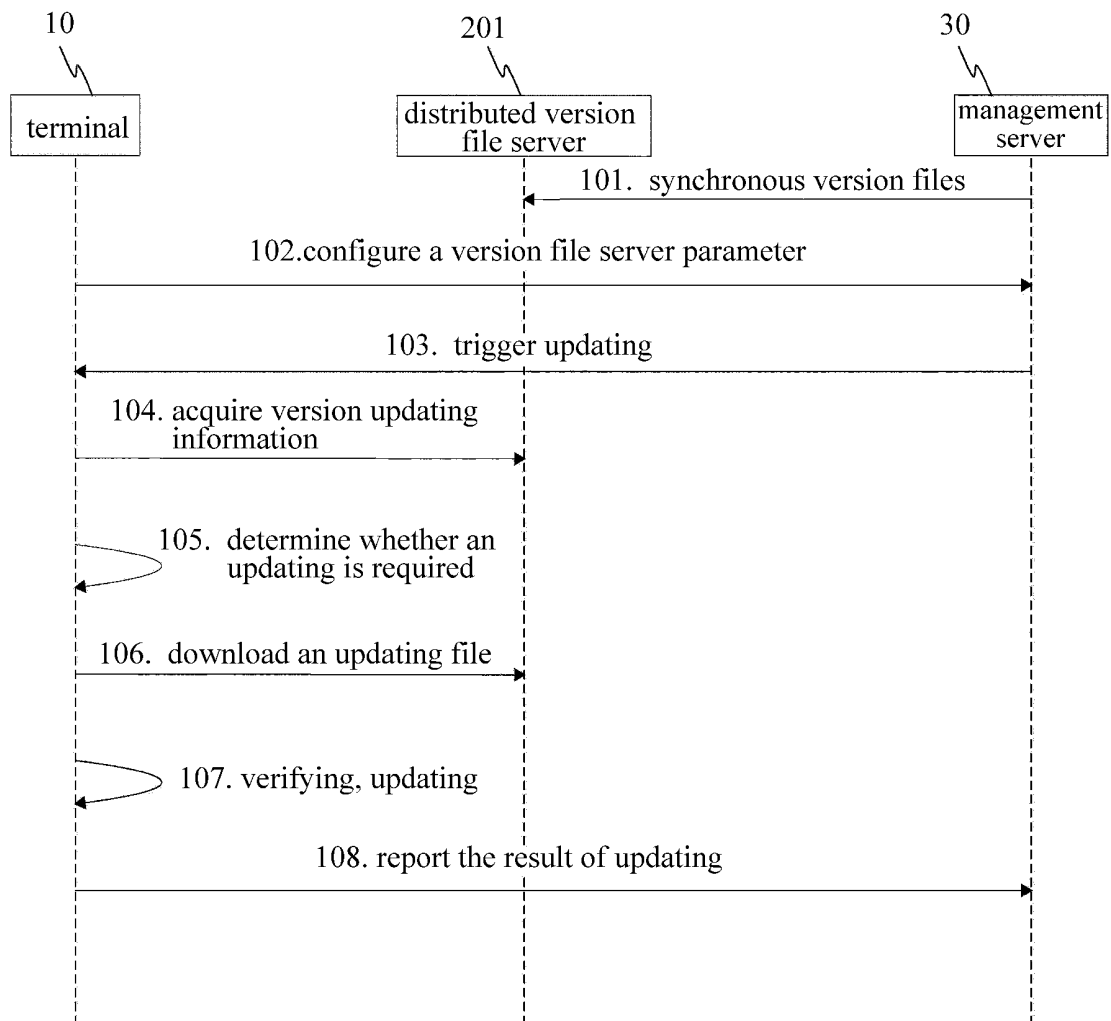 10
201
30
terminal
distributed version
file server
management
server
101. synchronous version files
102.configure a version file server parameter
103. trigger updating
104. acquire version updating
information
105. determine whether an
updating is required
106. download an updating file
107. verifying, updating
108. report the result of updating